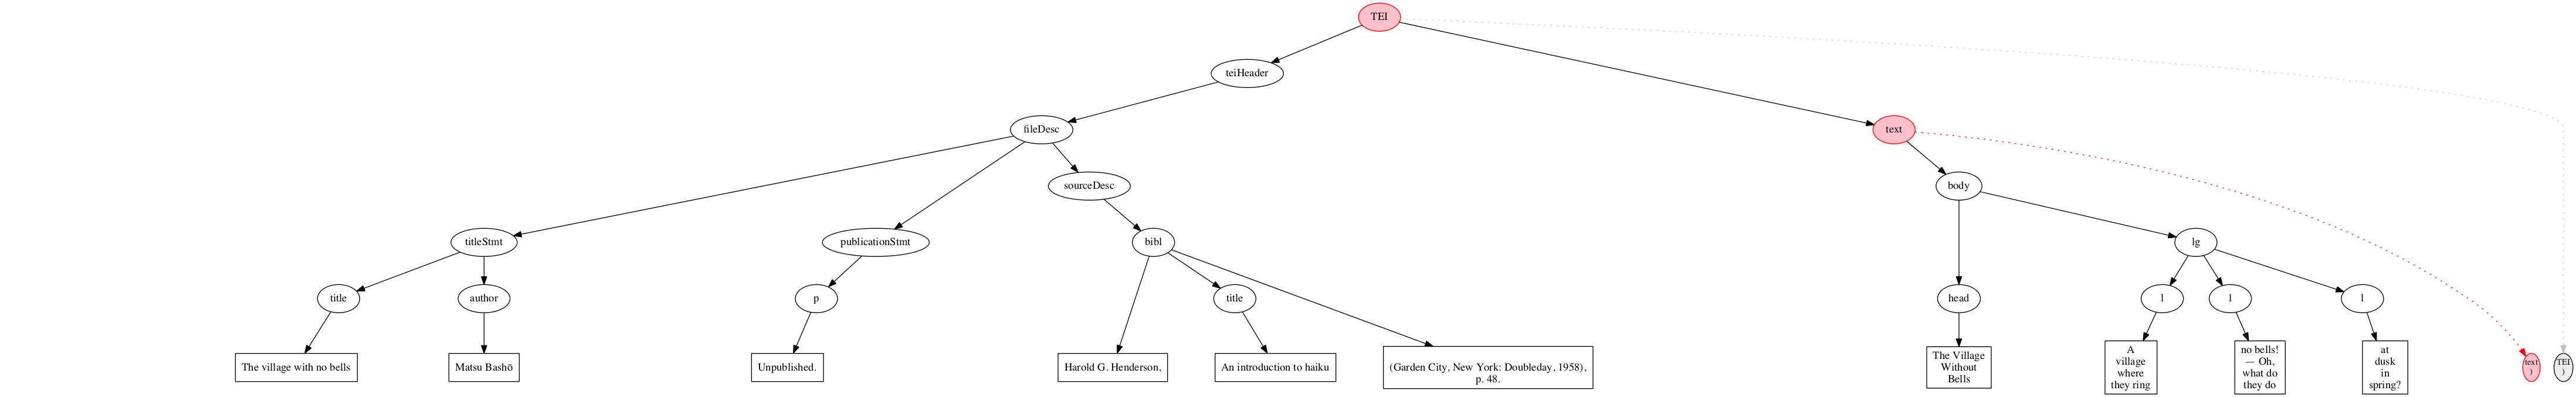 TEI
teiHeader
fileDesc
text
sourceDesc
body
titleStmt
publicationStmt
bibl
lg
title
author
p
title
head
l
l
l
The village with no bells
Matsu Bashō
Unpublished.
Harold G. Henderson,
An introduction to haiku
(Garden City, New York: Doubleday, 1958),
p. 48.
The Village
Without
Bells
A
village
where
they ring
no bells!
— Oh,
what do
they do
at
dusk
in
spring?
text
)
TEI
)